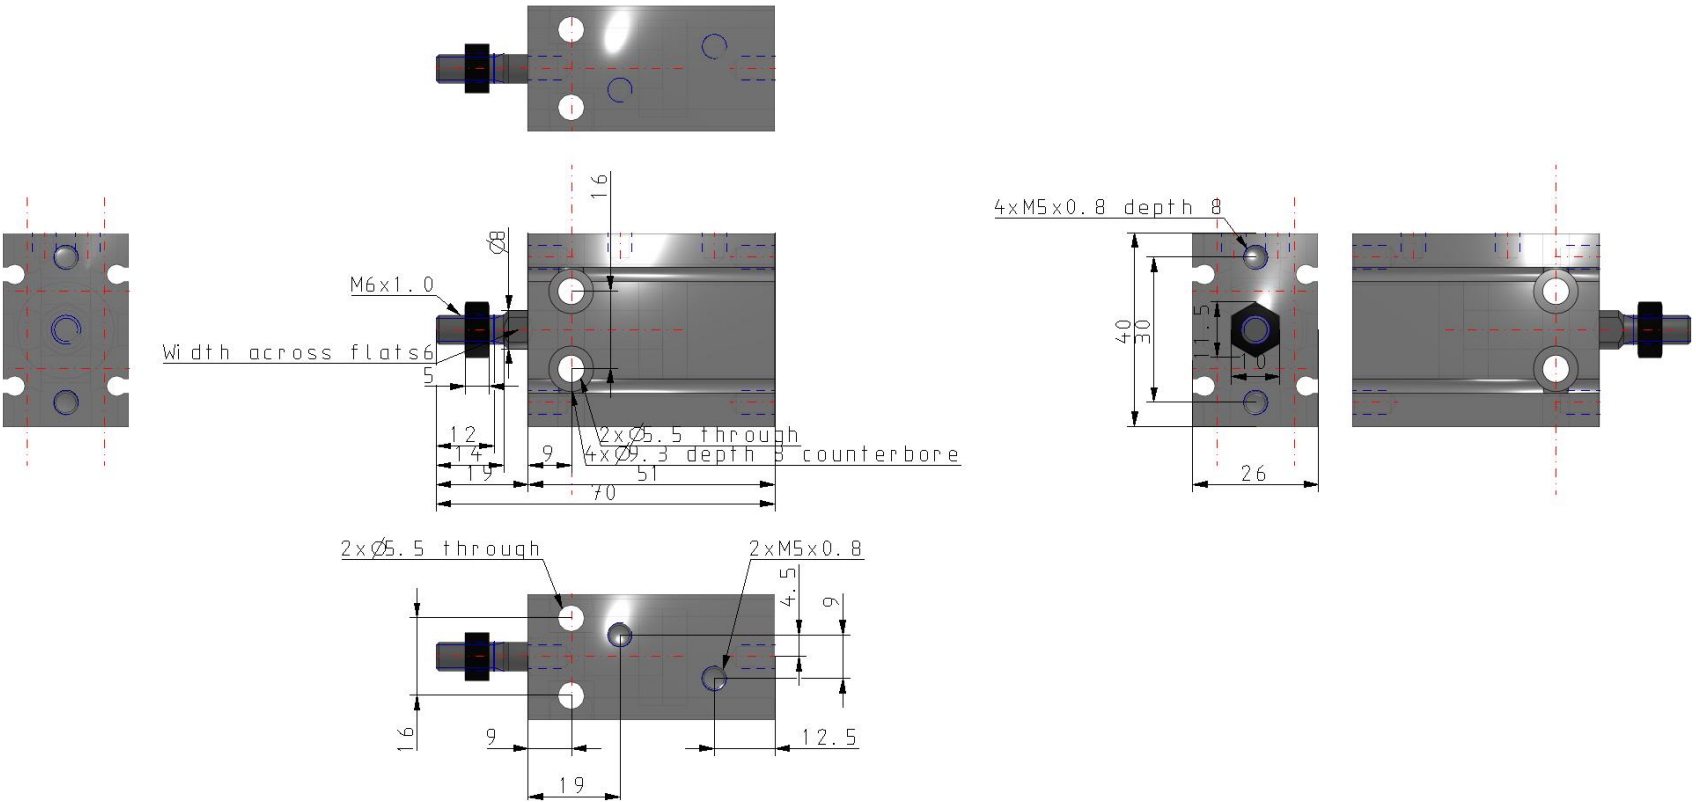 16
Ø8
4xM5x0.8 depth 8
M6x1.0
11.5
40
30
Width across flats6
10
5
2xØ5.5 through
12
14
9
4xØ9.3 depth 8 counterbore
19
51
26
70
2xØ5.5 through
2xM5x0.8
4.5
9
16
9
12.5
19